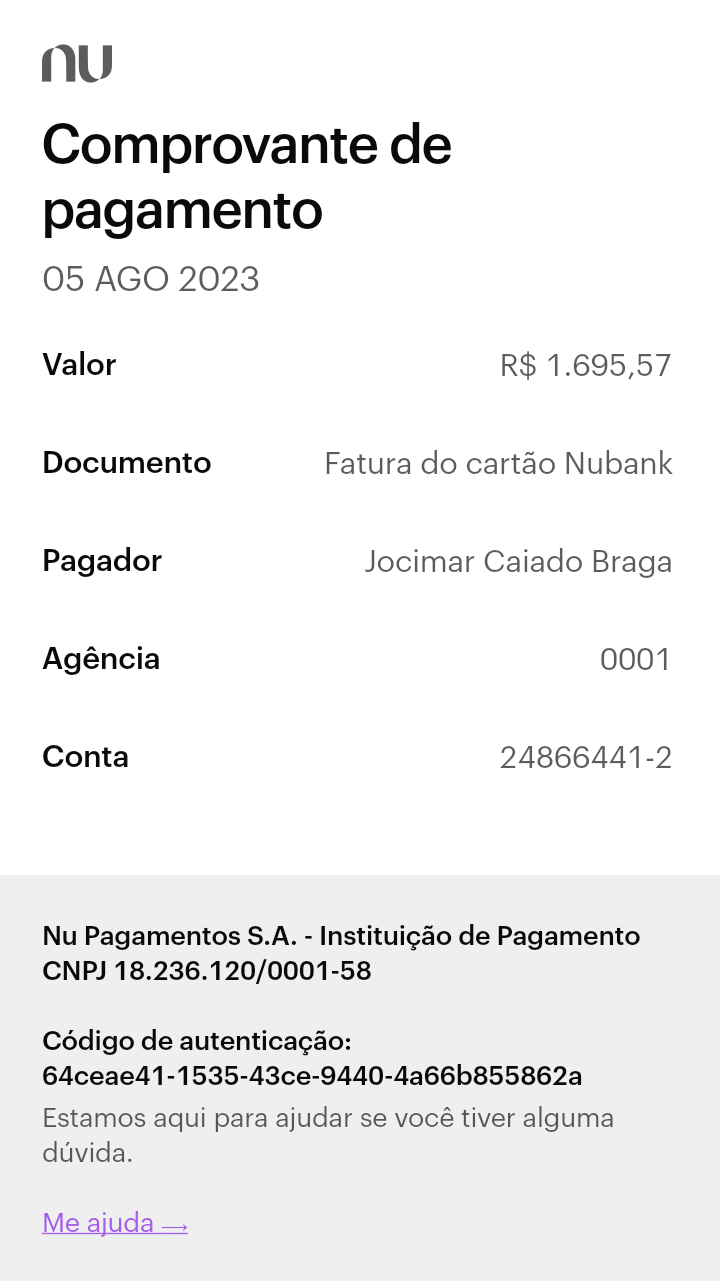 nu
Comprovante de
pagamento
05 AGO 2023
Valor R$ 1.695,57
Documento Fatura do cartão Nubank
Pagador Jocimar Caiado Braga
Agência 0001
Conta 24866441-2
Nu Pagamentos S.A. - Instituição de Pagamento
CNPJ 18.236.120/0001-58
Código de autenticação:
64ceae41-1535-43ce-9440-4a66b855862a
Estamos aqui para ajudar se você tiver alguma
dúvida.
Me ajuda →